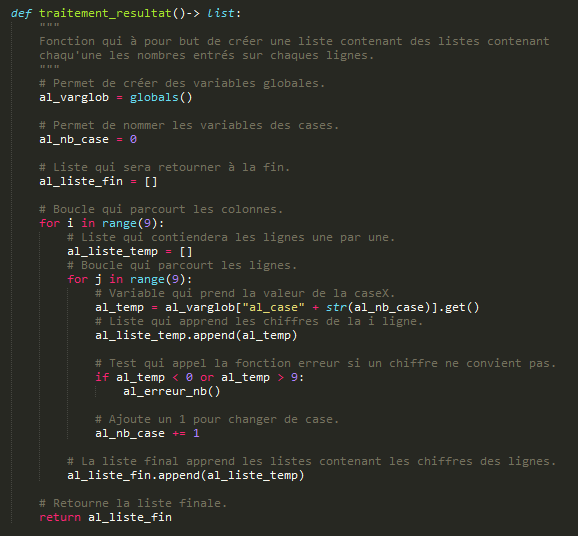 def traitement_resultat()-> list:
    """
    Fonction qui à pour but de créer une liste contenant des listes contenant
    chaqu'une les nombres entrés sur chaques lignes.
    """
    # Permet de créer des variables globales.
    al_varglob = globals()

    # Permet de nommer les variables des cases.
    al_nb_case = 0

    # Liste qui sera retourner à la fin.
    al_liste_fin = []

    # Boucle qui parcourt les colonnes.
    for i in range(9):
        # Liste qui contiendera les lignes une par une.
        al_liste_temp = []
        # Boucle qui parcourt les lignes.
        for j in range(9):
            # Variable qui prend la valeur de la caseX.
            al_temp = al_varglob["al_case" + str(al_nb_case)].get()
            # Liste qui apprend les chiffres de la i ligne.
            al_liste_temp.append(al_temp)

            # Test qui appel la fonction erreur si un chiffre ne convient pas.
            if al_temp < 0 or al_temp > 9:
                al_erreur_nb()

            # Ajoute un 1 pour changer de case.
            al_nb_case += 1

        # La liste final apprend les listes contenant les chiffres des lignes.
        al_liste_fin.append(al_liste_temp)

    # Retourne la liste finale.
    return al_liste_fin